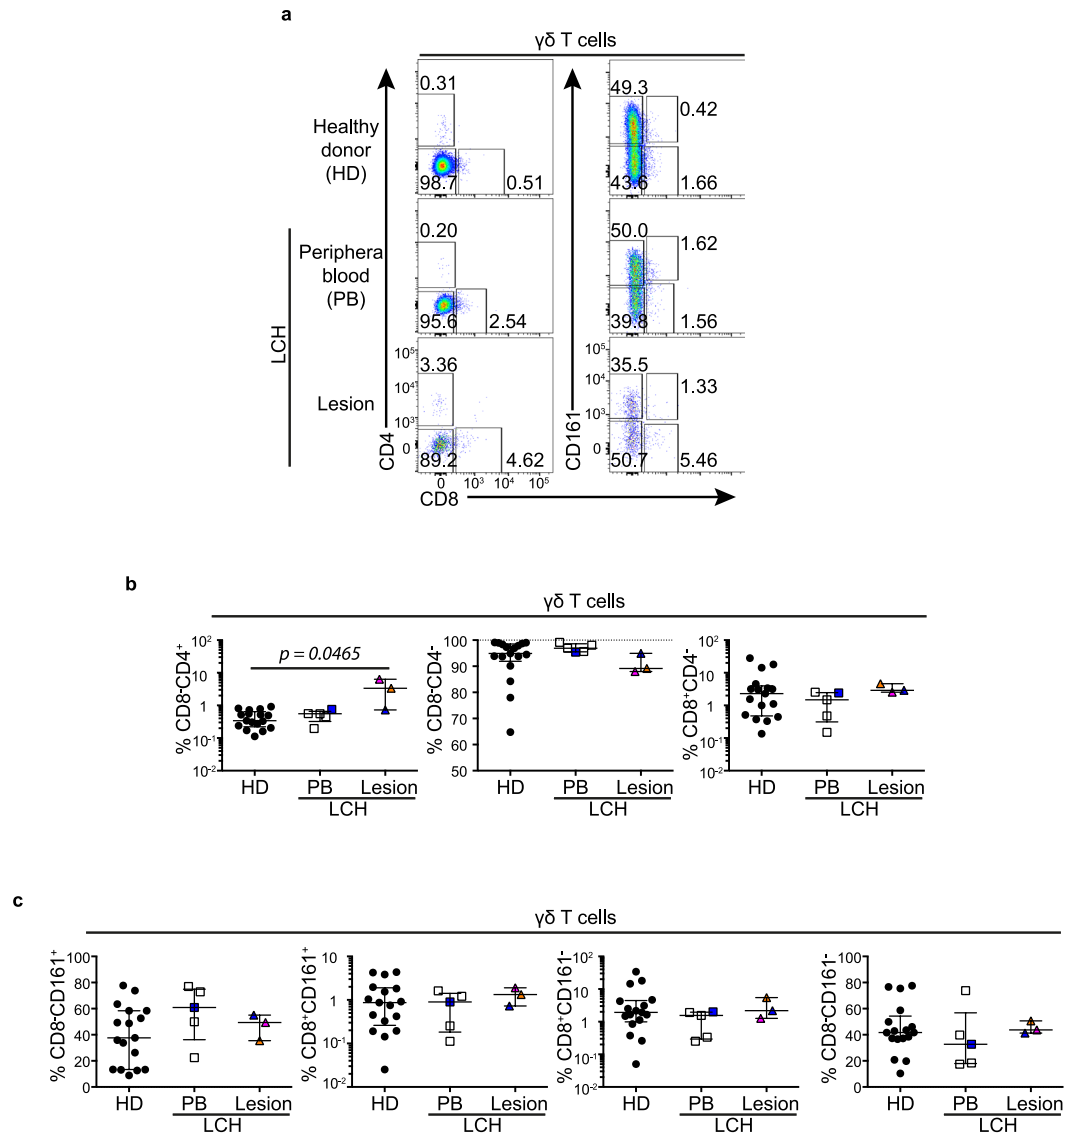 a
γδ T cells
Healthy
donor
(HD)
0.31
98.7
0.51
49.3
0.42
43.6
1.66
LCH
Periphera
blood
(PB)
0.20
95.6
2.54
50.0
1.62
39.8
1.56
Lesion
CD4
10⁵
10⁴
10³
0
3.36
89.2
4.62
0 10³ 10⁴ 10⁵
CD161
10⁵
10⁴
10³
0
35.5
1.33
50.7
5.46
CD8
b
γδ T cells
% CD8⁻CD4⁺
10²
10
1
10⁻¹
10⁻²
p = 0.0465
HD PB Lesion
LCH
% CD8⁻CD4⁻
100
90
80
70
60
50
HD PB Lesion
LCH
% CD8⁺CD4⁻
10²
10
1
10⁻¹
10⁻²
HD PB Lesion
LCH
c
γδ T cells
% CD8⁻CD161⁺
100
80
60
40
20
0
HD PB Lesion
LCH
% CD8⁺CD161⁺
10
1
10⁻¹
10⁻²
HD PB Lesion
LCH
% CD8⁺CD161⁻
10²
10
1
10⁻¹
10⁻²
HD PB Lesion
LCH
% CD8⁻CD161⁻
100
80
60
40
20
0
HD PB Lesion
LCH